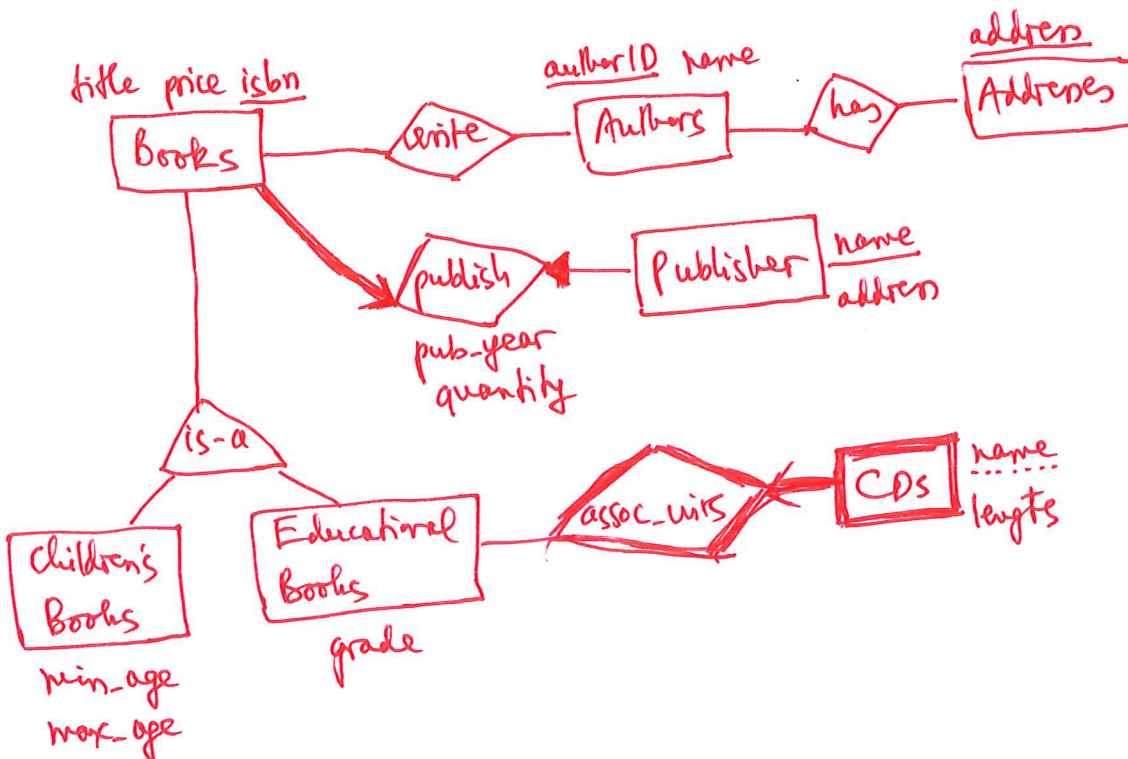 address
title price isbn
authorID name
Books
write
Authors
has
Addresses
publish
Publisher
name
address
pub-year
quantity
is-a
Children's
Books
min_age
max_age
Educational
Books
grade
assoc_with
CDs
name
length